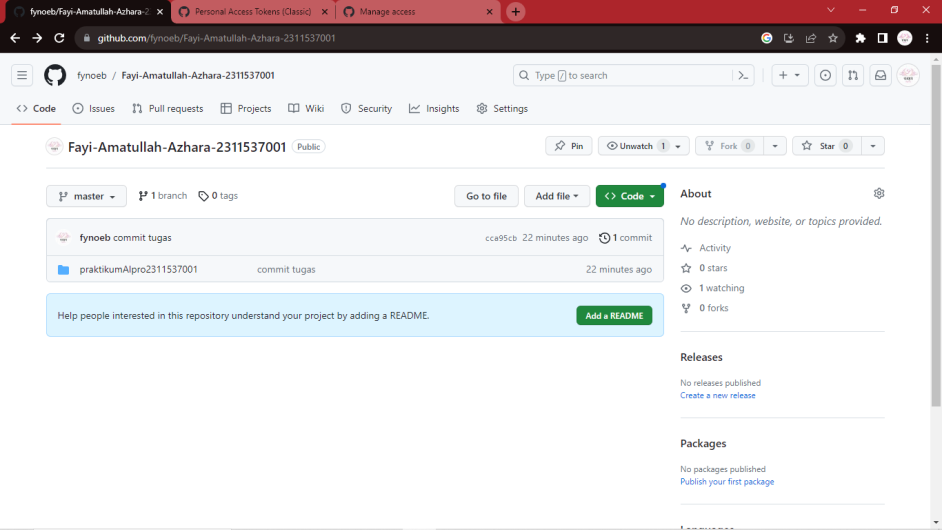 fynoeb/Fayi-Amatullah-Azhara-2
Personal Access Tokens (Classic)
Manage access
github.com/fynoeb/Fayi-Amatullah-Azhara-2311537001
fynoeb / Fayi-Amatullah-Azhara-2311537001
Type / to search
Code Issues Pull requests Projects Wiki Security Insights Settings
Fayi-Amatullah-Azhara-2311537001 Public
Pin Unwatch 1 Fork 0 Star 0
master 1 branch 0 tags Go to file Add file Code
fynoeb commit tugas cca95cb 22 minutes ago 1 commit
praktikumAlpro2311537001 commit tugas 22 minutes ago
Help people interested in this repository understand your project by adding a README. Add a README
About
No description, website, or topics provided.
Activity
0 stars
1 watching
0 forks
Releases
No releases published
Create a new release
Packages
No packages published
Publish your first package
Languages